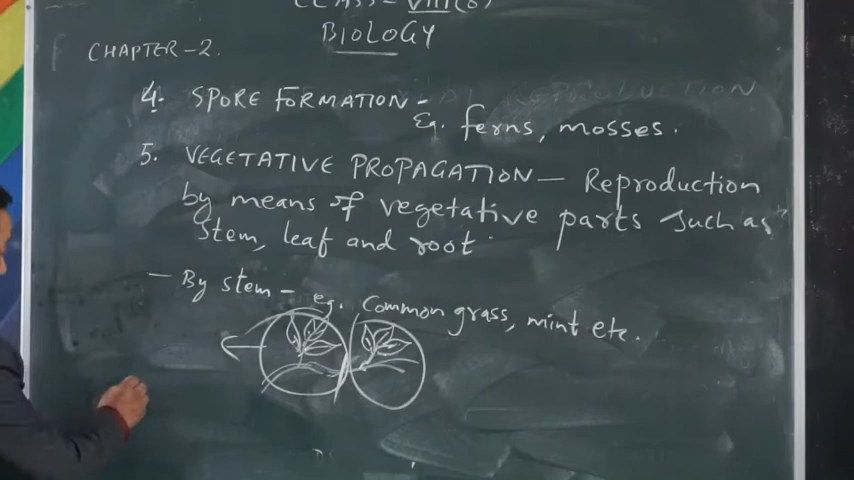 CLASS - VIII(B)
BIOLOGY
CHAPTER - 2.
4. SPORE FORMATION -
Eg. ferns, mosses.
5. VEGETATIVE PROPAGATION — Reproduction
by means of vegetative parts such as
stem, leaf and root.
— By stem - eg. Common grass, mint etc.